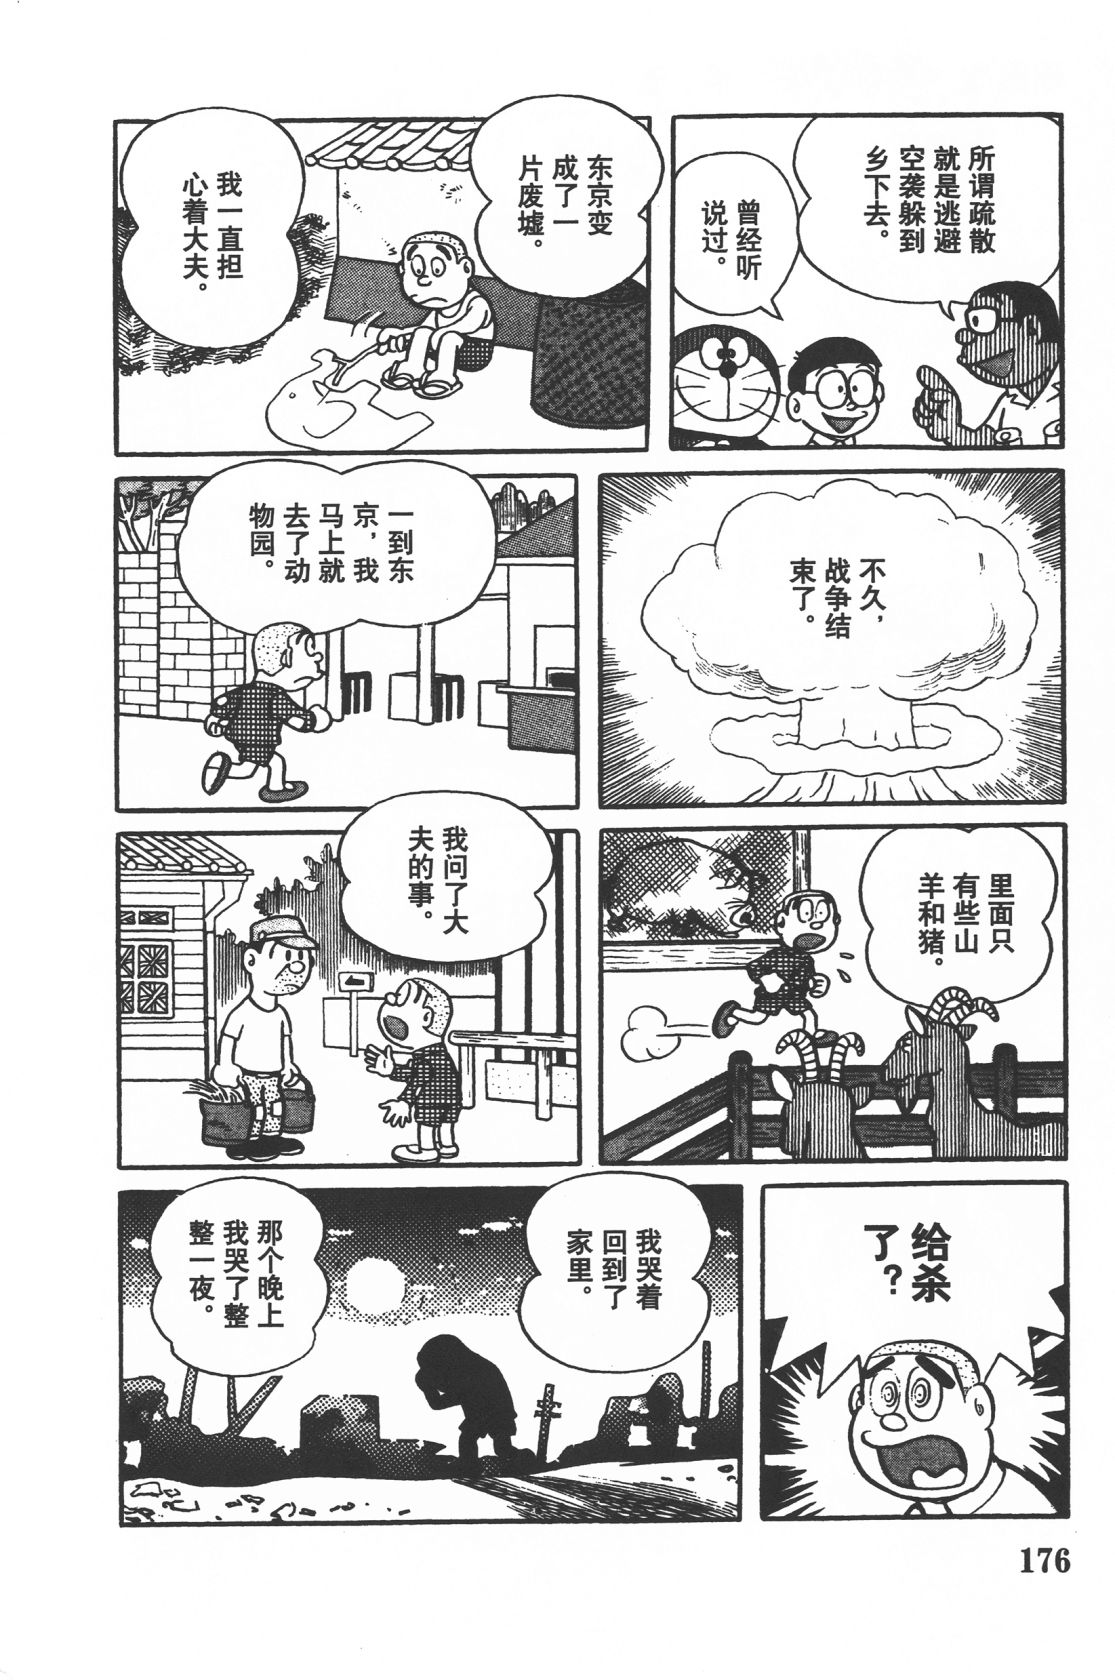 所谓疏散
就是逃避
空袭躲到
乡下去。
曾经听
说过。
东京变
成了一
片废墟。
我一直担
心着大夫。
不久，
战争结
束了。
一到东
京，我
马上就
去了动
物园。
里面只
有些山
羊和猪。
我问了大
夫的事。
给杀
了？
我哭着
回到了
家里。
那个晚上
我哭了整
整一夜。
176